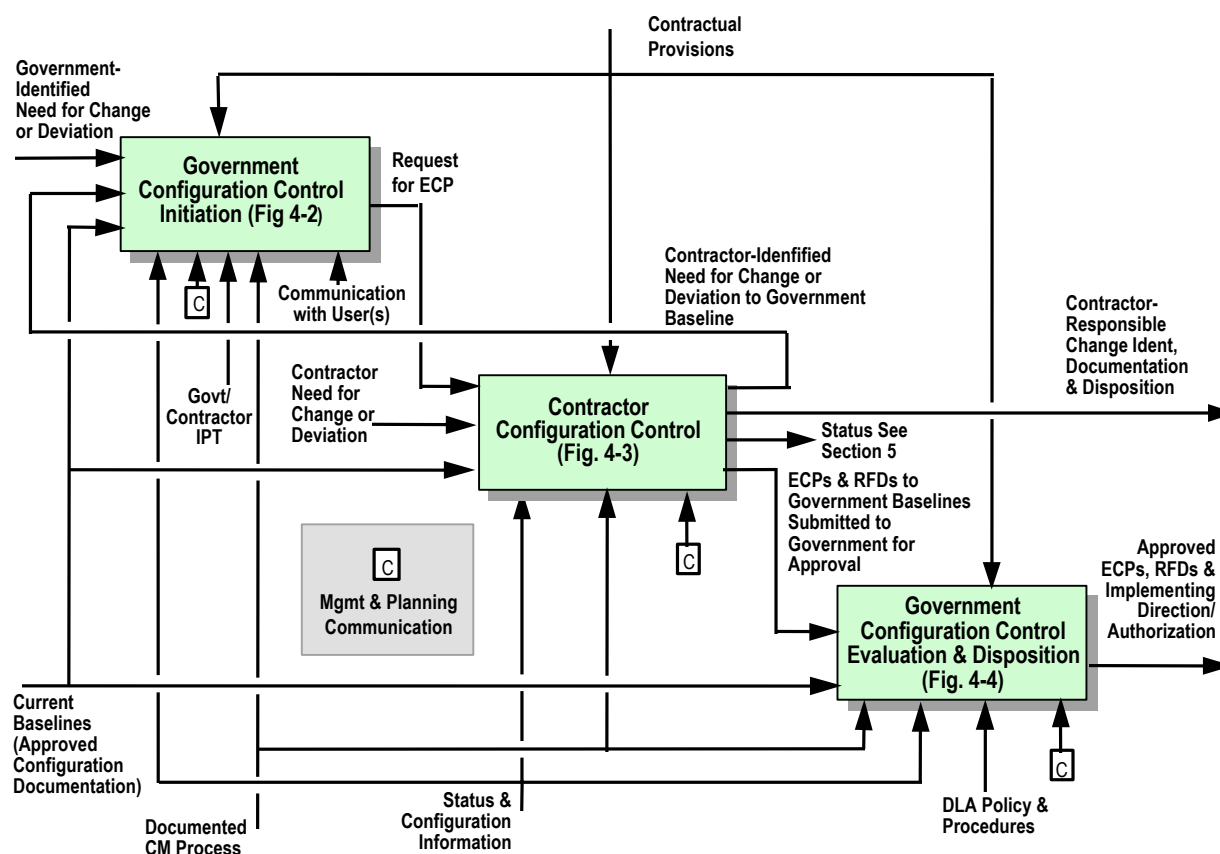 Contractual
Provisions
Government-
Identified
Need for Change
or Deviation
Government
Configuration Control
Initiation (Fig 4-2)
Request
for ECP
C
Communication
with User(s)
Contractor-Idenfified
Need for Change or
Deviation to Government
Baseline
Contractor-
Responsible
Change Ident,
Documentation
& Disposition
Govt/
Contractor
IPT
Contractor
Need for
Change or
Deviation
Contractor
Configuration Control
(Fig. 4-3)
Status See
Section 5
ECPs & RFDs to
Government Baselines
Submitted to
Government for
Approval
C
C
Mgmt & Planning
Communication
Approved
ECPs, RFDs &
Implementing
Direction/
Authorization
Government
Configuration Control
Evaluation & Disposition
(Fig. 4-4)
Current
Baselines
(Approved
Configuration
Documentation)
C
Documented
CM Process
Status &
Configuration
Information
DLA Policy &
Procedures